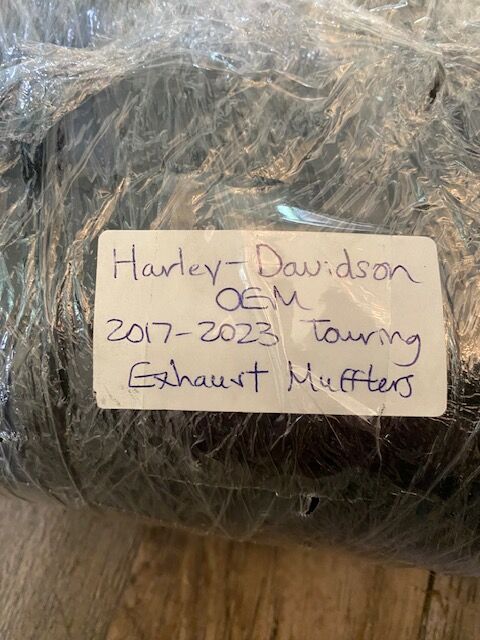 Harley-Davidson
OEM
2017-2023 Touring
Exhaust Mufflers